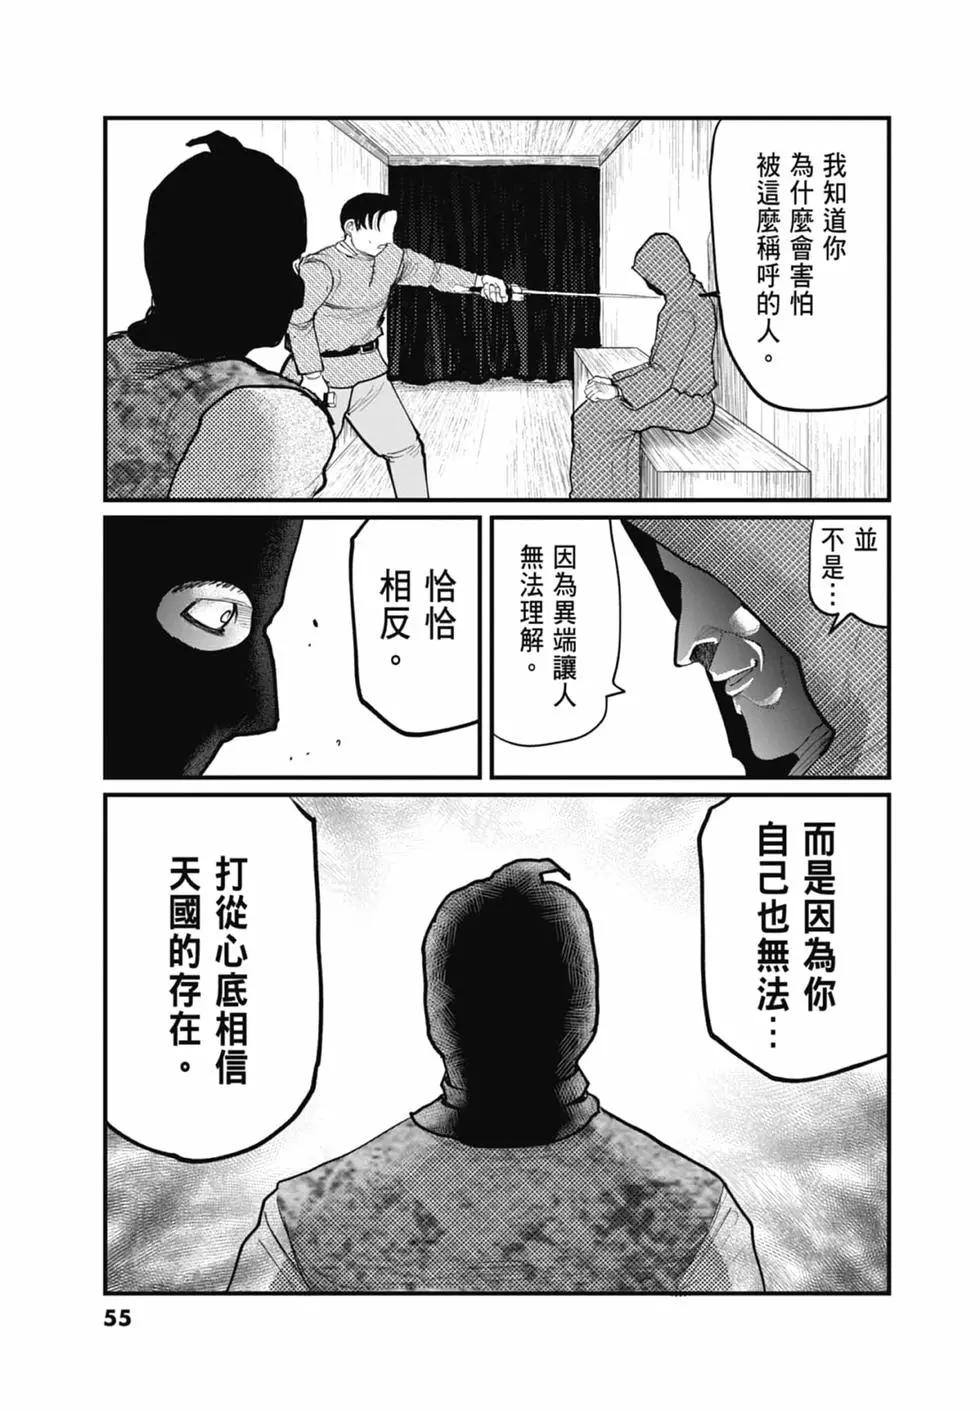 我知道你
為什麼會害怕
被這麼稱呼的人。
並
不是…
因為異端讓人
無法理解。
恰恰
相反。
而是因為你
自己也無法…
打從心底相信
天國的存在。
55